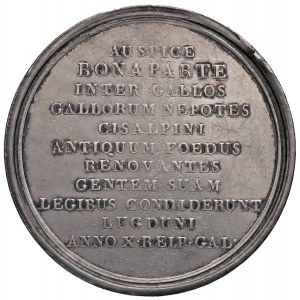 AUSPICE
BONAPARTE
INTER GALLOS
GALLORUM NEPOTES
CISALPINI
ANTIQUUM FOEDUS
RENOVANTES
GENTEM SUAM
LEGIBUS CONDIDERUNT
LUGDUNI
ANNO·X·REIP·GAL·